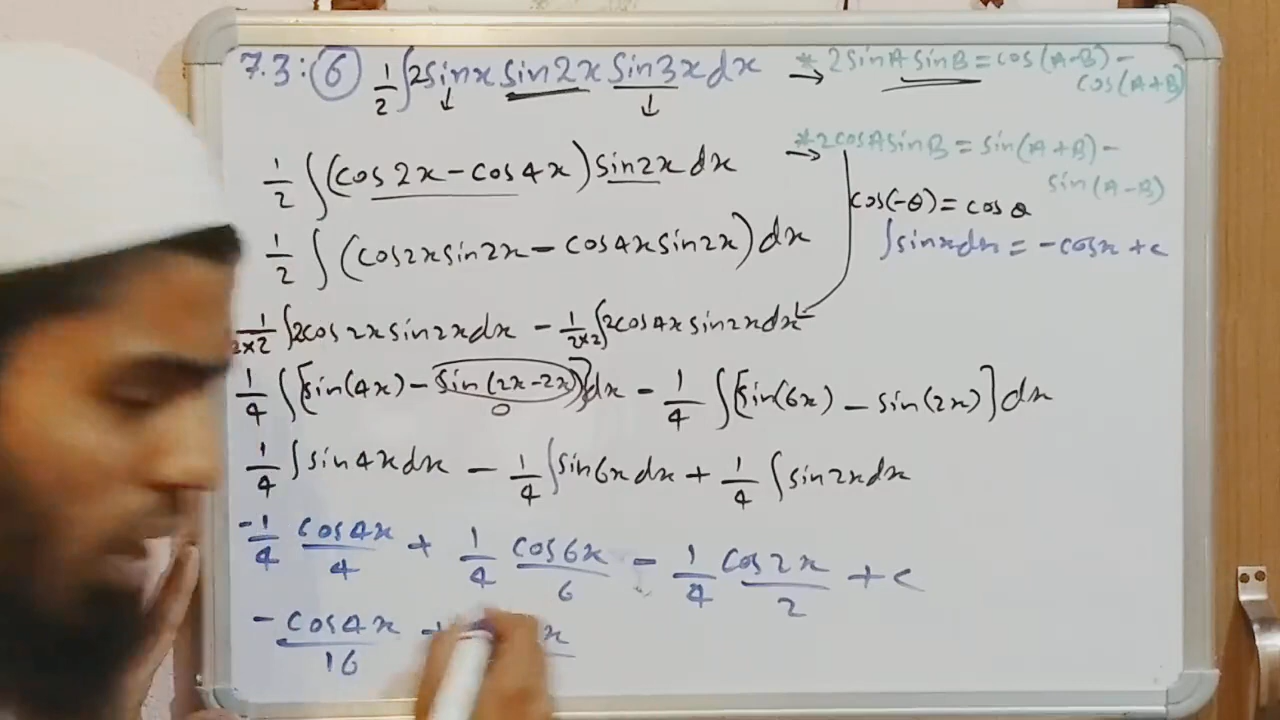 7.3: 6 1/2 ∫2sinx sin2x sin3x dx → * 2sinA sinB = cos(A-B) -
cos(A+B)
1/2 ∫(cos2x - cos4x) sin2x dx → * 2cosA sinB = sin(A+B) -
sin(A-B)
cos(-θ) = cos θ
1/2 ∫(cos2x sin2x - cos4x sin2x) dx ∫sinx dx = -cosx + c
1/2×2 ∫2cos2x sin2x dx - 1/2×2 ∫2cos4x sin2x dx
1/4 ∫[sin(4x) - sin(2x-2x)]dx - 1/4 ∫[sin(6x) - sin(2x)] dx
0
1/4 ∫sin4x dx - 1/4 ∫sin6x dx + 1/4 ∫sin2x dx
-1/4 cos4x/4 + 1/4 cos6x/6 - 1/4 cos2x/2 + c
-cos4x/16 + x